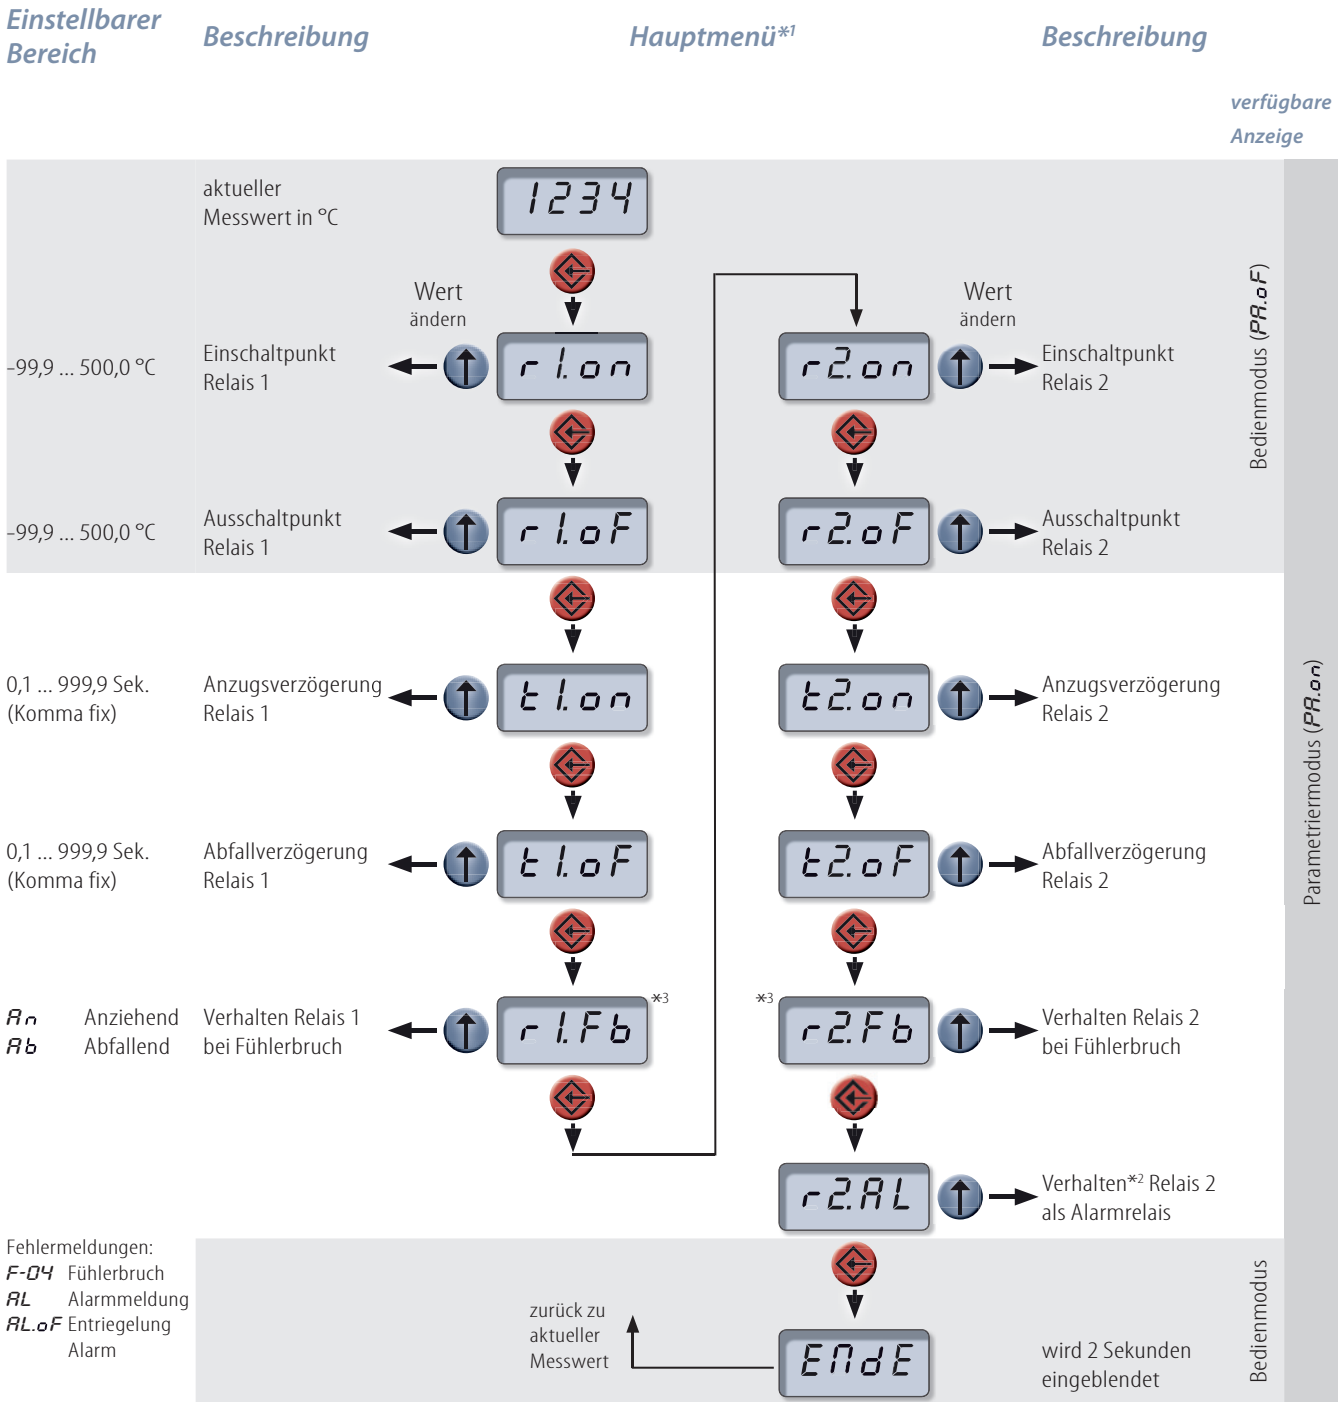 Einstellbarer
Bereich
Beschreibung
Hauptmenü*1
Beschreibung
verfügbare
Anzeige
aktueller
Messwert in °C
1234
Bedienmodus (PA.oF)
Wert
ändern
Wert
ändern
-99,9 ... 500,0 °C
Einschaltpunkt
Relais 1
r1.on
r2.on
Einschaltpunkt
Relais 2
-99,9 ... 500,0 °C
Ausschaltpunkt
Relais 1
r1.oF
r2.oF
Ausschaltpunkt
Relais 2
Parametriermodus (PA.on)
0,1 ... 999,9 Sek.
(Komma fix)
Anzugsverzögerung
Relais 1
t1.on
t2.on
Anzugsverzögerung
Relais 2
0,1 ... 999,9 Sek.
(Komma fix)
Abfallverzögerung
Relais 1
t1.oF
t2.oF
Abfallverzögerung
Relais 2
An Anziehend
Ab Abfallend
Verhalten Relais 1
bei Fühlerbruch
r1.Fb *3
*3 r2.Fb
Verhalten Relais 2
bei Fühlerbruch
r2.AL
Verhalten*2 Relais 2
als Alarmrelais
Fehlermeldungen:
F-04 Fühlerbruch
AL Alarmmeldung
AL.oF Entriegelung
Alarm
zurück zu
aktueller
Messwert
EndE
wird 2 Sekunden
eingeblendet
Bedienmodus